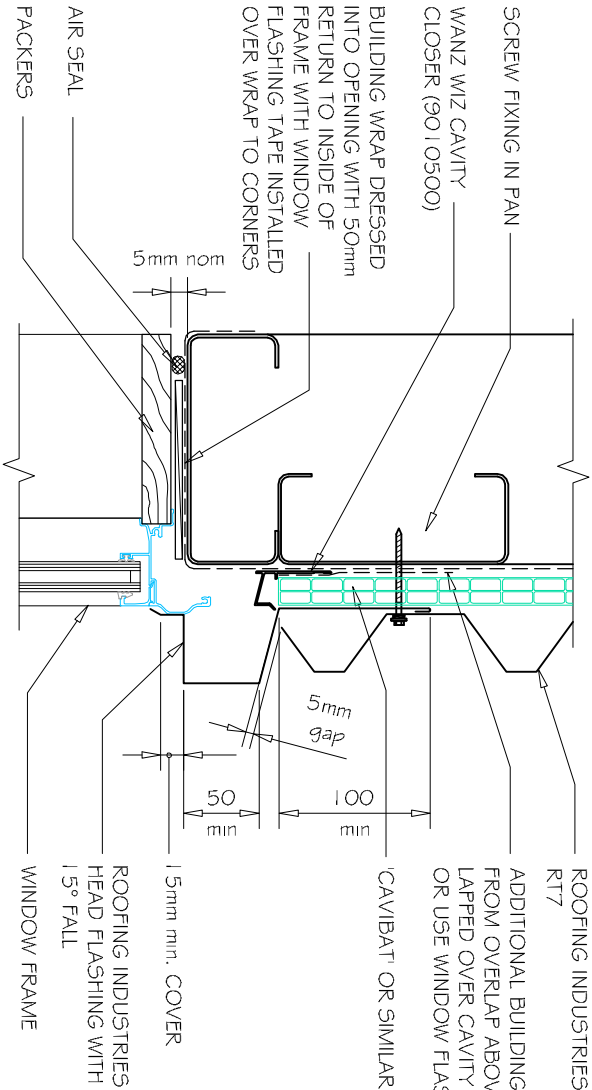 SCREW FIXING IN PAN
WANZ WIZ CAVITY
CLOSER (9010500)
BUILDING WRAP DRESSED
INTO OPENING WITH 50mm
RETURN TO INSIDE OF
FRAME WITH WINDOW
FLASHING TAPE INSTALLED
OVER WRAP TO CORNERS
AIR SEAL
PACKERS
5mm nom
5mm
gap
50
min
100
min
ROOFING INDUSTRIES
RT7
ADDITIONAL BUILDING
FROM OVERLAP ABOV
LAPPED OVER CAVITY
OR USE WINDOW FLAS
'CAVIBAT' OR SIMILAR
15mm min. COVER
ROOFING INDUSTRIES
HEAD FLASHING WITH
15° FALL
WINDOW FRAME